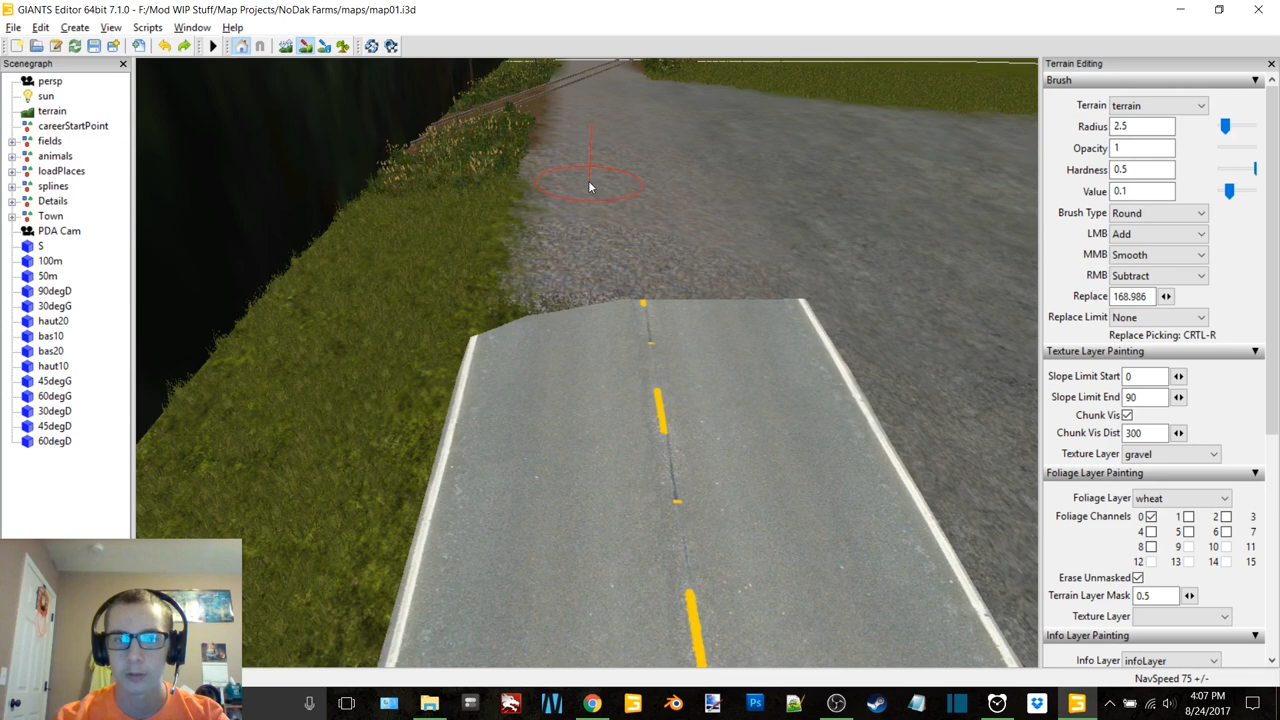 GIANTS Editor 64bit 7.1.0 - F:/Mod WIP Stuff/Map Projects/NoDak Farms/maps/map01.i3d
File Edit Create View Scripts Window Help
Scenegraph
persp
sun
terrain
careerStartPoint
fields
animals
loadPlaces
splines
Details
Town
PDA Cam
S
100m
50m
90degD
30degG
haut20
bas10
bas20
haut10
45degG
60degG
30degD
45degD
60degD
Terrain Editing
Brush
Terrain terrain
Radius 2.5
Opacity 1
Hardness 0.5
Value 0.1
Brush Type Round
LMB Add
MMB Smooth
RMB Subtract
Replace 168.986
Replace Limit None
Replace Picking: CRTL-R
Texture Layer Painting
Slope Limit Start 0
Slope Limit End 90
Chunk Vis
Chunk Vis Dist 300
Texture Layer gravel
Foliage Layer Painting
Foliage Layer wheat
Foliage Channels 0 1 2 3
4 5 6 7
8 9 10 11
12 13 14 15
Erase Unmasked
Terrain Layer Mask 0.5
Texture Layer
Info Layer Painting
Info Layer infoLayer
NavSpeed 75 +/-
4:07 PM
8/24/2017